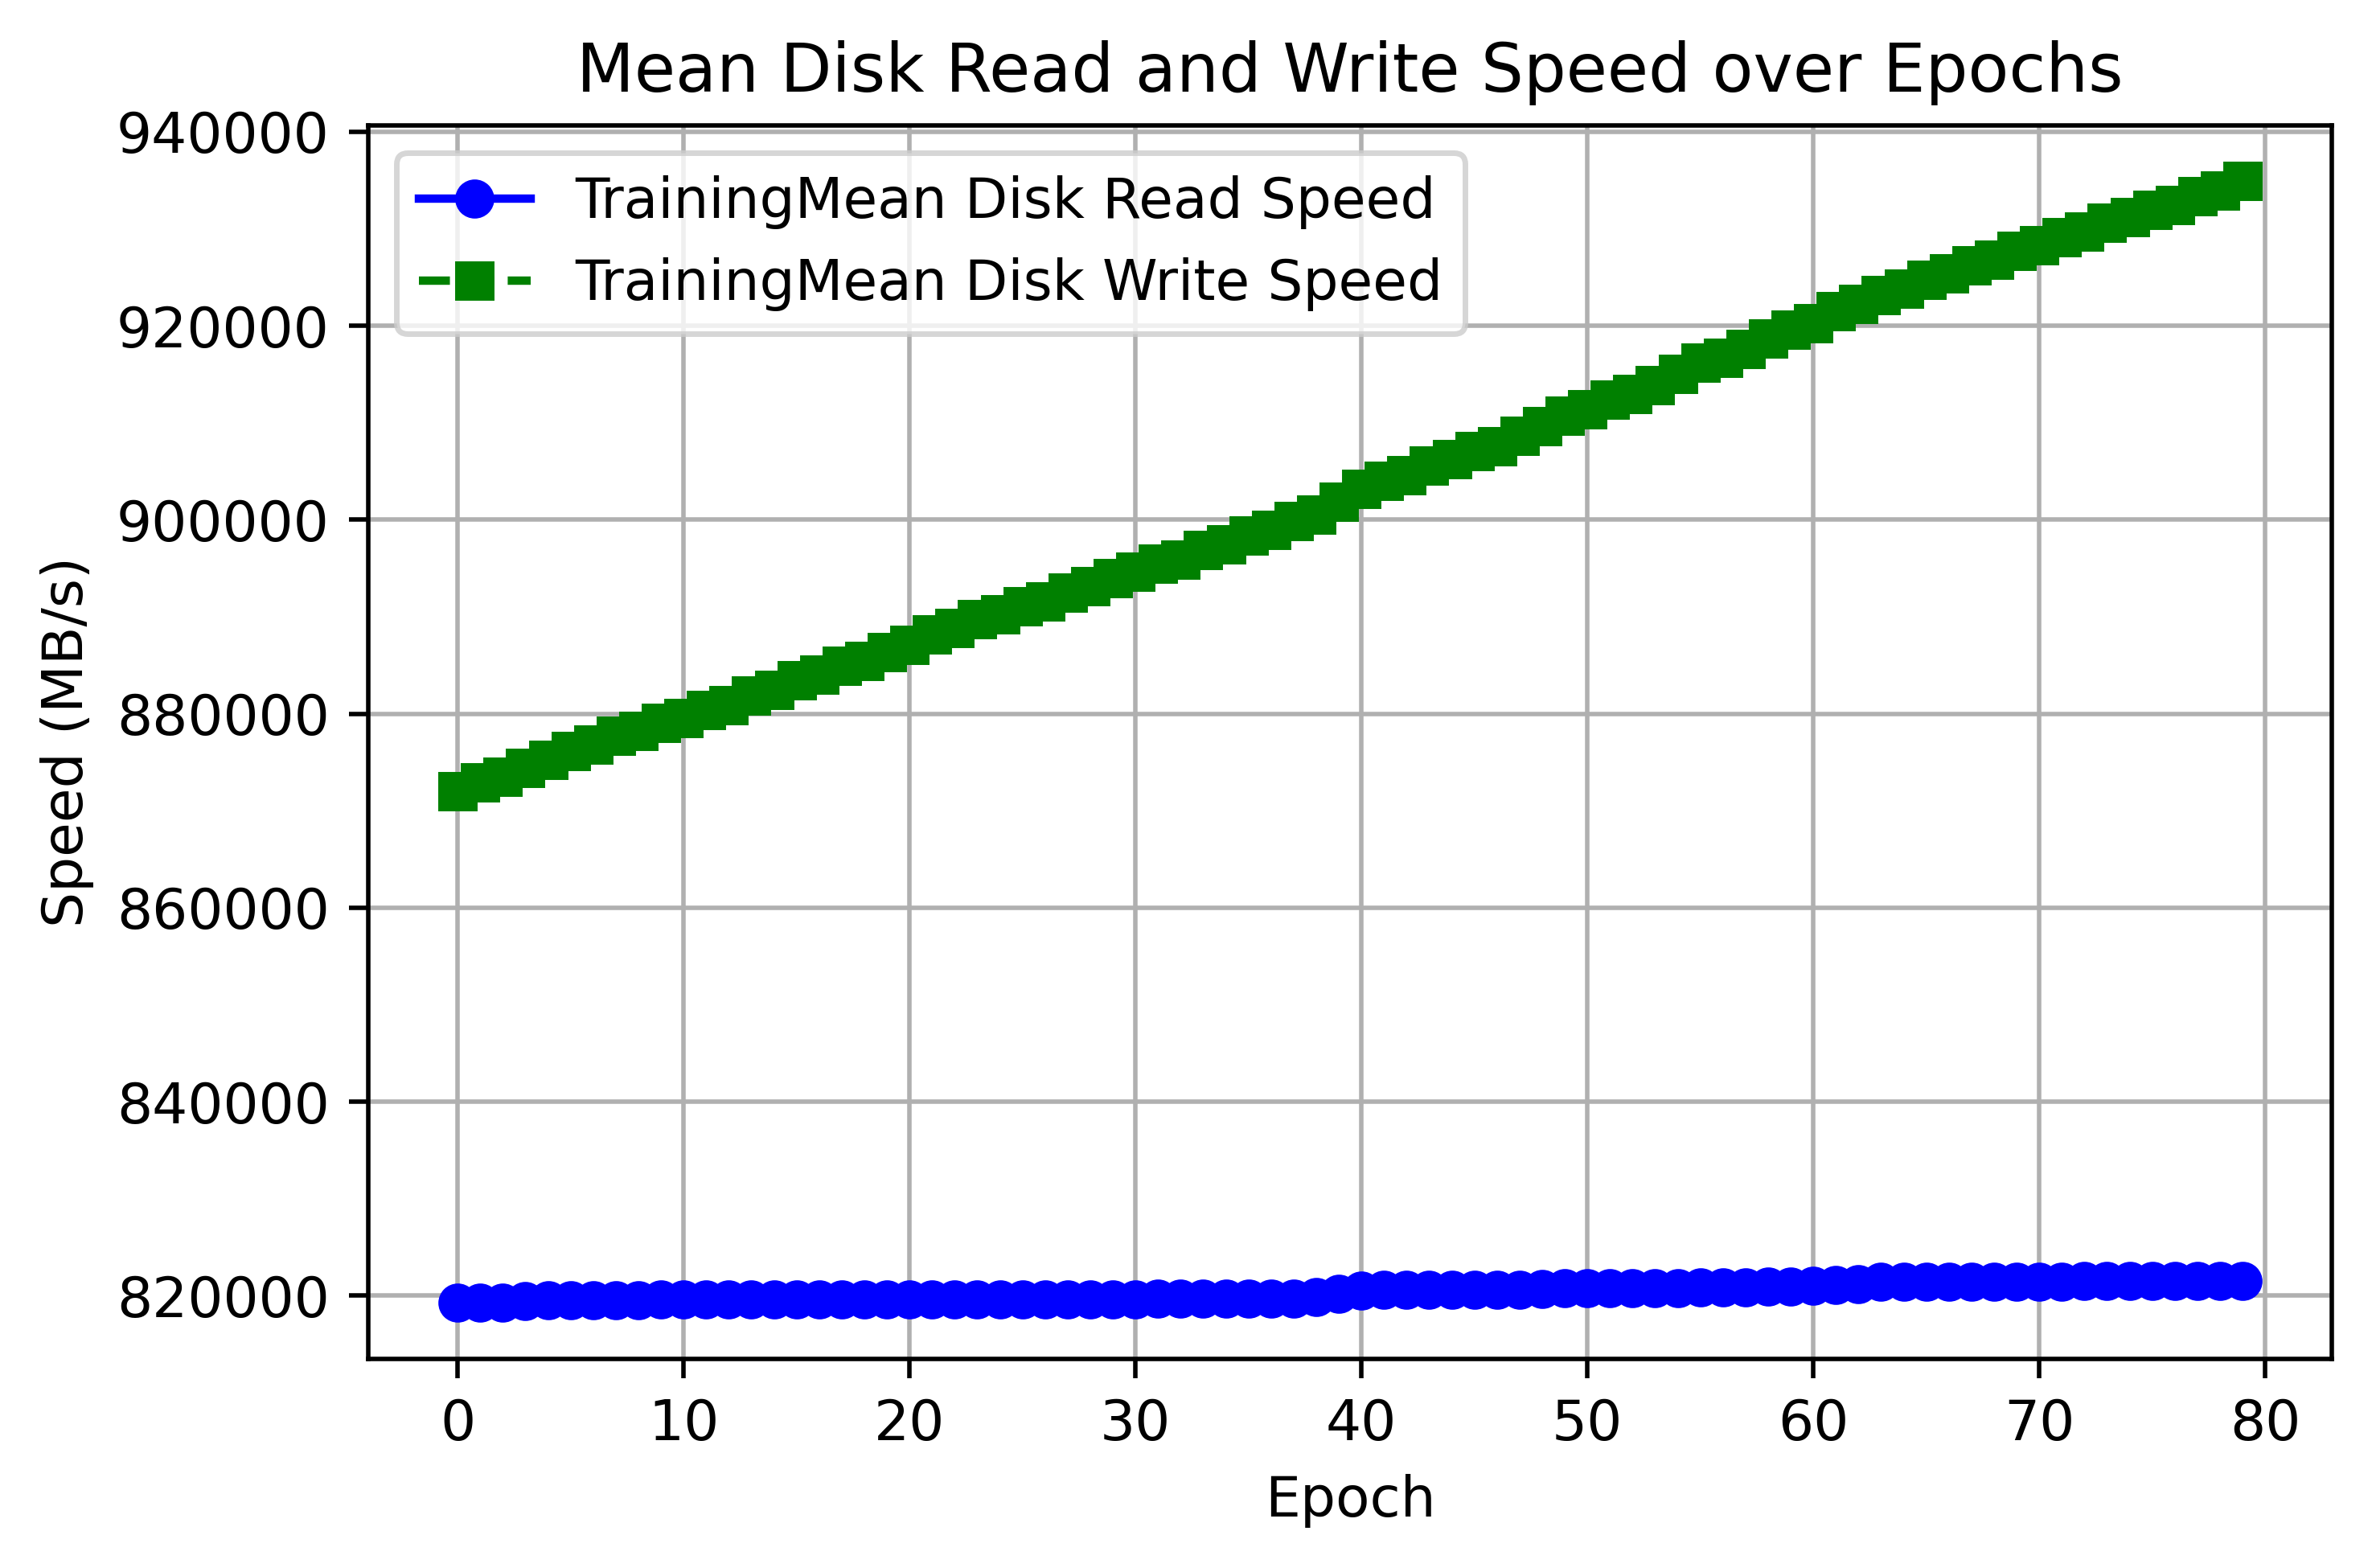 Mean Disk Read and Write Speed over Epochs
940000
920000
900000
880000
860000
840000
820000
Speed (MB/s)
TrainingMean Disk Read Speed
TrainingMean Disk Write Speed
0 10 20 30 40 50 60 70 80
Epoch